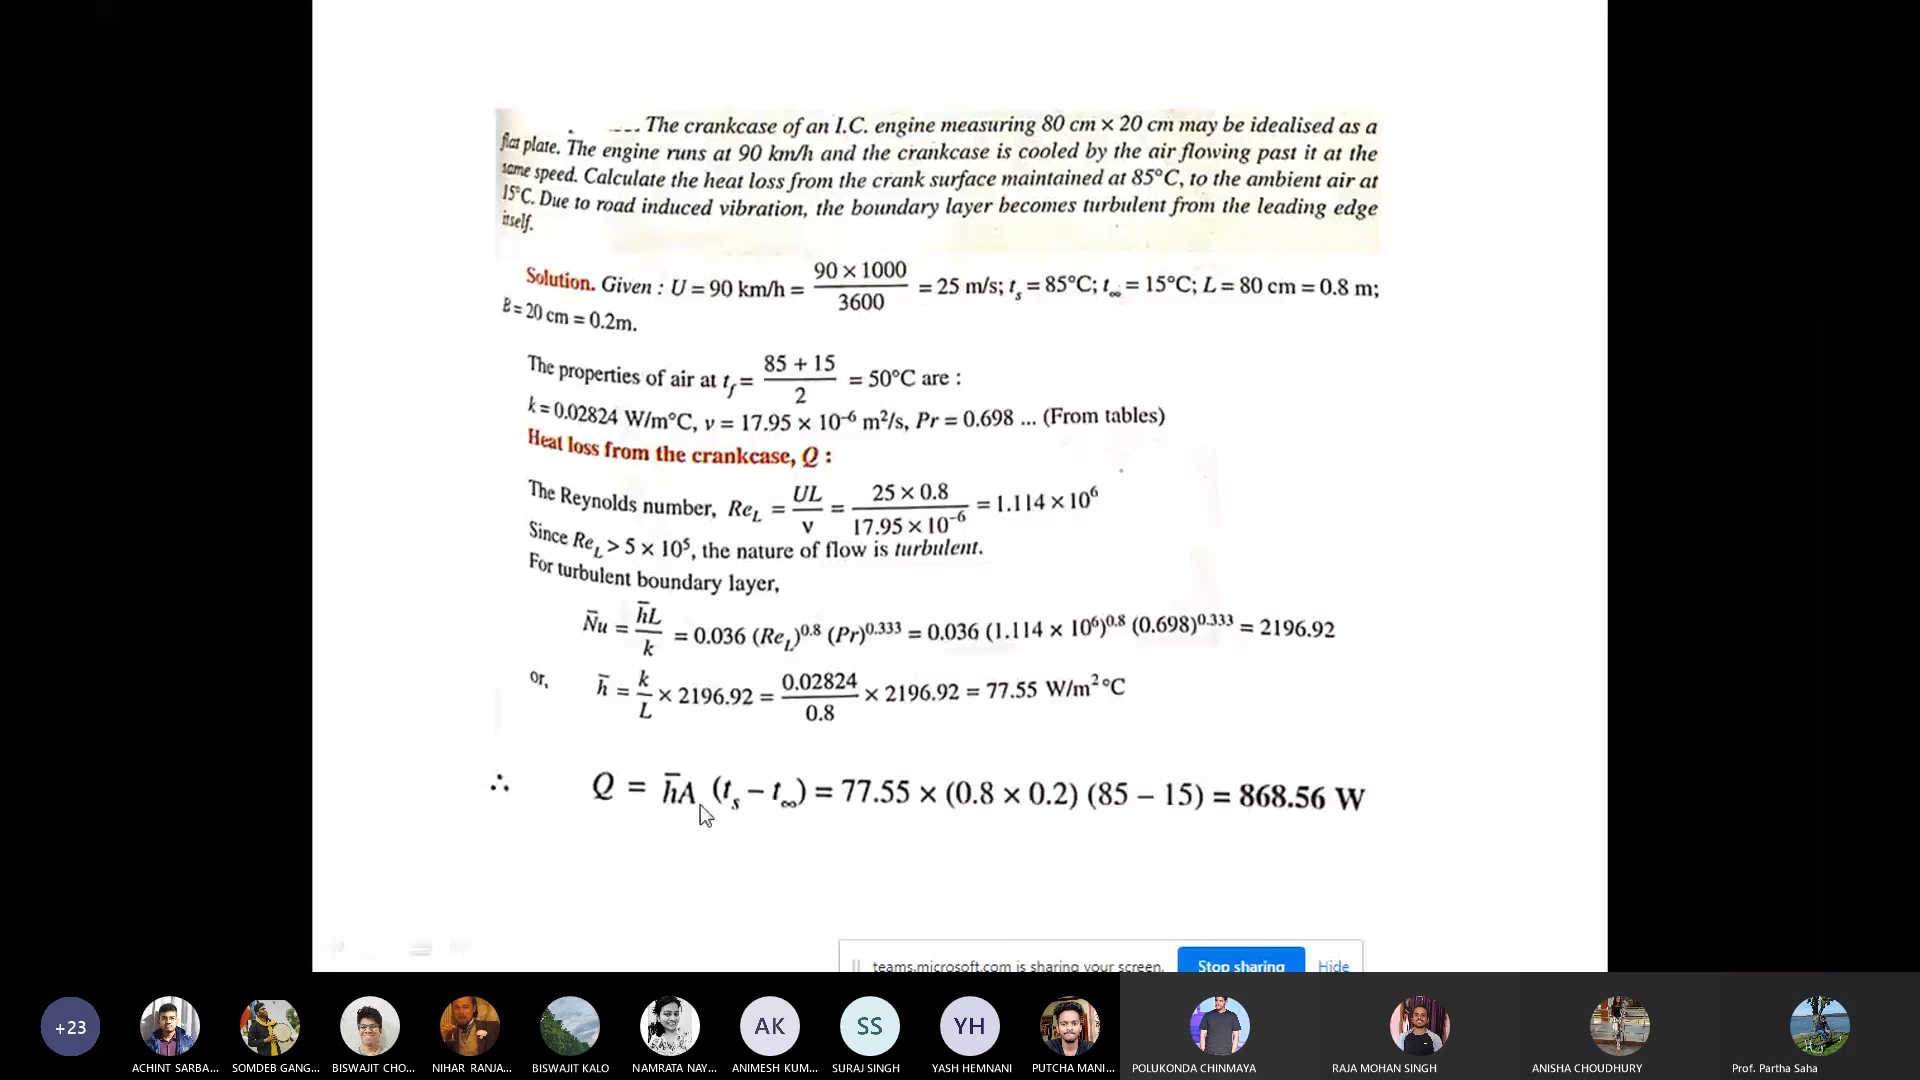 The crankcase of an I.C. engine measuring 80 cm × 20 cm may be idealised as a
flat plate. The engine runs at 90 km/h and the crankcase is cooled by the air flowing past it at the
same speed. Calculate the heat loss from the crank surface maintained at 85°C, to the ambient air at
15°C. Due to road induced vibration, the boundary layer becomes turbulent from the leading edge
itself.
Solution. Given : U = 90 km/h = 90 × 1000 / 3600 = 25 m/s; t_s = 85°C; t_∞ = 15°C; L = 80 cm = 0.8 m;
B = 20 cm = 0.2m.
The properties of air at t_f = 85 + 15 / 2 = 50°C are :
k = 0.02824 W/m°C, ν = 17.95 × 10⁻⁶ m²/s, Pr = 0.698 ... (From tables)
Heat loss from the crankcase, Q :
The Reynolds number, Re_L = UL / ν = 25 × 0.8 / 17.95 × 10⁻⁶ = 1.114 × 10⁶
Since Re_L > 5 × 10⁵, the nature of flow is turbulent.
For turbulent boundary layer,
N̅u = h̅L / k = 0.036 (Re_L)^0.8 (Pr)^0.333 = 0.036 (1.114 × 10⁶)^0.8 (0.698)^0.333 = 2196.92
or, h̅ = k / L × 2196.92 = 0.02824 / 0.8 × 2196.92 = 77.55 W/m²°C
∴ Q = h̅A (t_s – t_∞) = 77.55 × (0.8 × 0.2) (85 – 15) = 868.56 W
teams.microsoft.com is sharing your screen. Stop sharing Hide
+23 AK SS YH
ACHINT SARBA... SOMDEB GANG... BISWAJIT CHO... NIHAR RANJA... BISWAJIT KALO NAMRATA NAY... ANIMESH KUM... SURAJ SINGH YASH HEMNANI PUTCHA MANI... POLUKONDA CHINMAYA RAJA MOHAN SINGH ANISHA CHOUDHURY Prof. Partha Saha